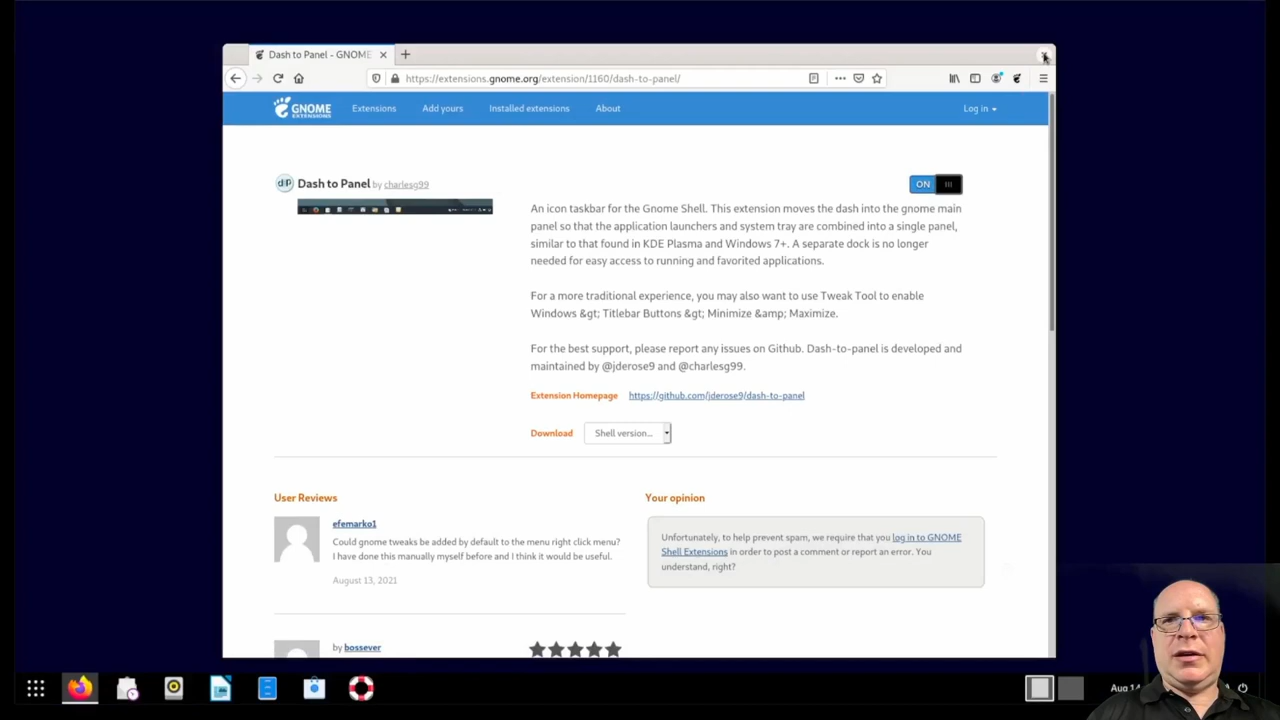 Dash to Panel - GNOME
https://extensions.gnome.org/extension/1160/dash-to-panel/
GNOME
EXTENSIONS
Extensions
Add yours
Installed extensions
About
Log in
d|P
Dash to Panel by charlesg99
ON
An icon taskbar for the Gnome Shell. This extension moves the dash into the gnome main
panel so that the application launchers and system tray are combined into a single panel,
similar to that found in KDE Plasma and Windows 7+. A separate dock is no longer
needed for easy access to running and favorited applications.
For a more traditional experience, you may also want to use Tweak Tool to enable
Windows &gt; Titlebar Buttons &gt; Minimize &amp; Maximize.
For the best support, please report any issues on Github. Dash-to-panel is developed and
maintained by @jderose9 and @charlesg99.
Extension Homepage
https://github.com/jderose9/dash-to-panel
Download
Shell version...
User Reviews
efemarko1
Could gnome tweaks be added by default to the menu right click menu?
I have done this manually myself before and I think it would be useful.
August 13, 2021
by bossever
Your opinion
Unfortunately, to help prevent spam, we require that you log in to GNOME
Shell Extensions in order to post a comment or report an error. You
understand, right?
Aug 14